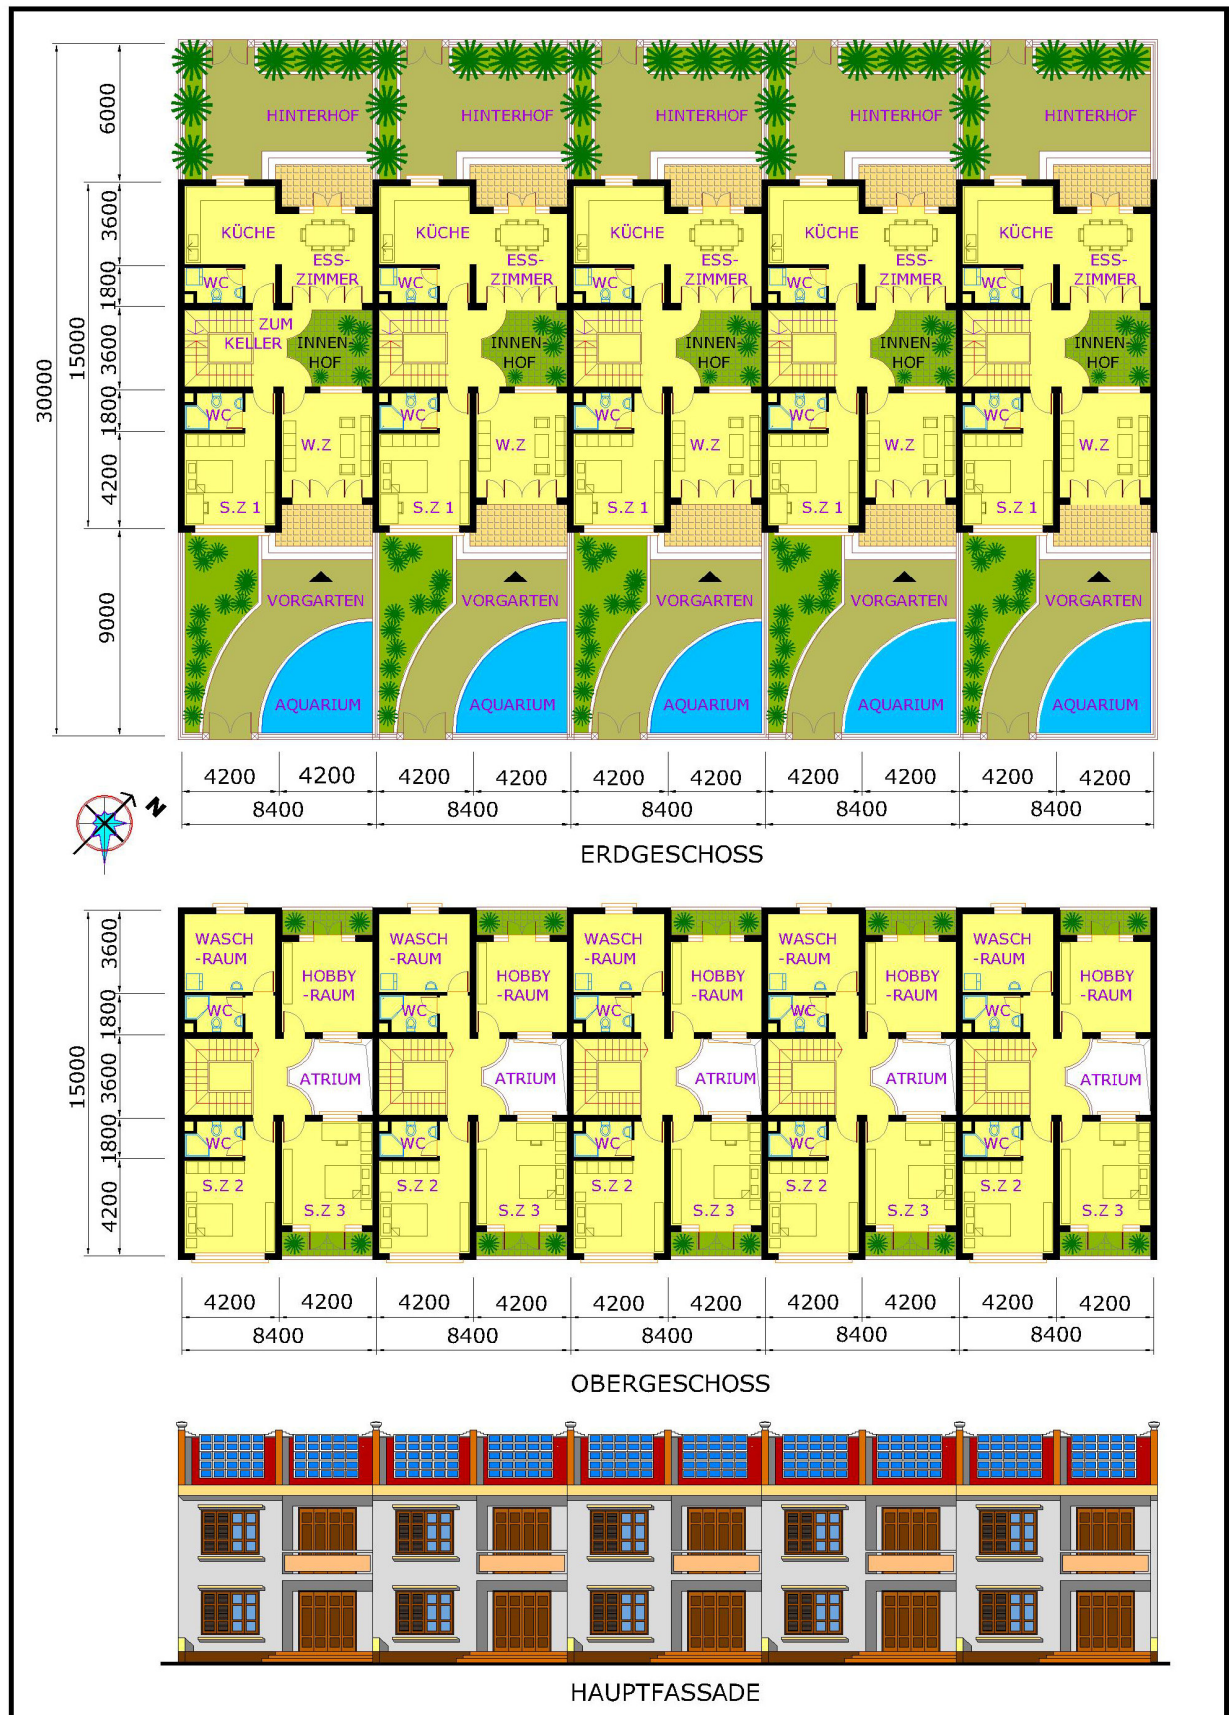 HINTERHOF HINTERHOF HINTERHOF HINTERHOF HINTERHOF
6000
3600
1800
3600
1800
4200
9000
15000
30000
KÜCHE KÜCHE KÜCHE KÜCHE KÜCHE
ESS- ESS- ESS- ESS- ESS-
ZIMMER ZIMMER ZIMMER ZIMMER ZIMMER
WC WC WC WC WC
ZUM
KELLER
INNEN- INNEN- INNEN- INNEN- INNEN-
HOF HOF HOF HOF HOF
WC WC WC WC WC
W.Z W.Z W.Z W.Z W.Z
S.Z 1 S.Z 1 S.Z 1 S.Z 1 S.Z 1
VORGARTEN VORGARTEN VORGARTEN VORGARTEN VORGARTEN
AQUARIUM AQUARIUM AQUARIUM AQUARIUM AQUARIUM
4200 4200 4200 4200 4200 4200 4200 4200 4200 4200
8400 8400 8400 8400 8400
N
ERDGESCHOSS
3600
1800
3600
1800
4200
15000
WASCH WASCH WASCH WASCH WASCH
-RAUM -RAUM -RAUM -RAUM -RAUM
HOBBY HOBBY HOBBY HOBBY HOBBY
-RAUM -RAUM -RAUM -RAUM -RAUM
WC WC WC WC WC
ATRIUM ATRIUM ATRIUM ATRIUM ATRIUM
WC WC WC WC WC
S.Z 2 S.Z 2 S.Z 2 S.Z 2 S.Z 2
S.Z 3 S.Z 3 S.Z 3 S.Z 3 S.Z 3
4200 4200 4200 4200 4200 4200 4200 4200 4200 4200
8400 8400 8400 8400 8400
OBERGESCHOSS
HAUPTFASSADE